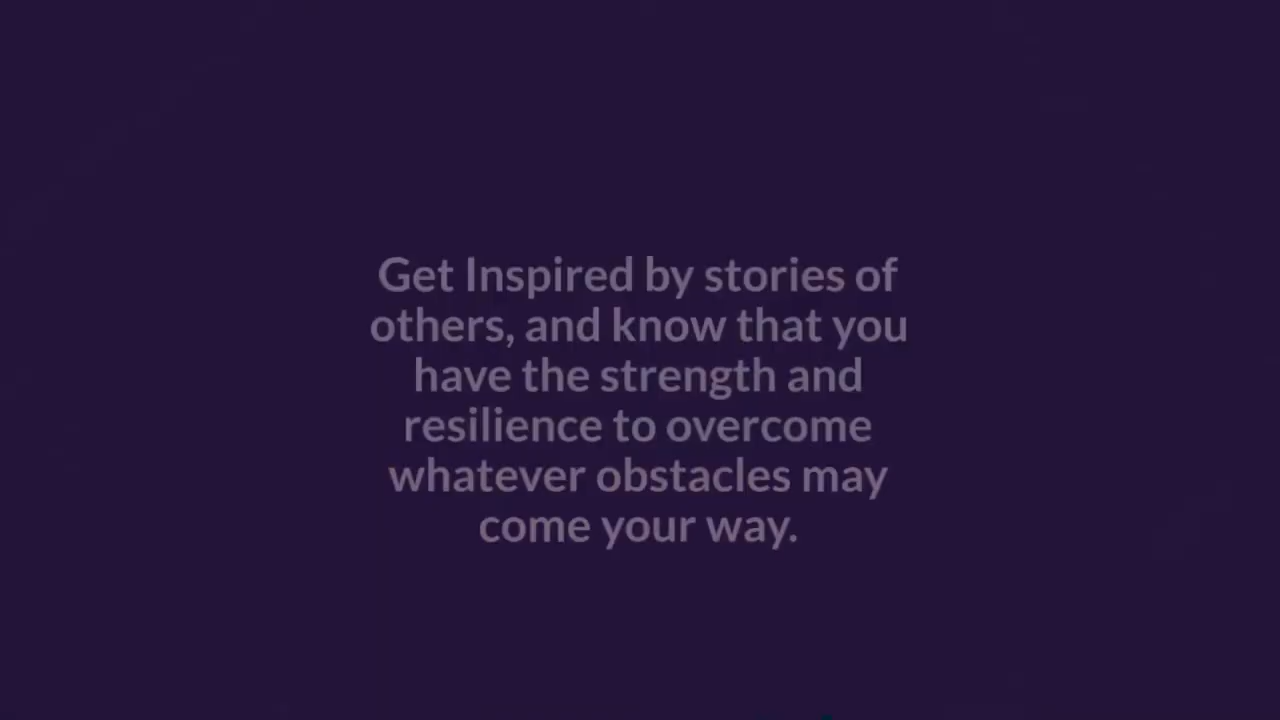 Get Inspired by stories of
others, and know that you
have the strength and
resilience to overcome
whatever obstacles may
come your way.